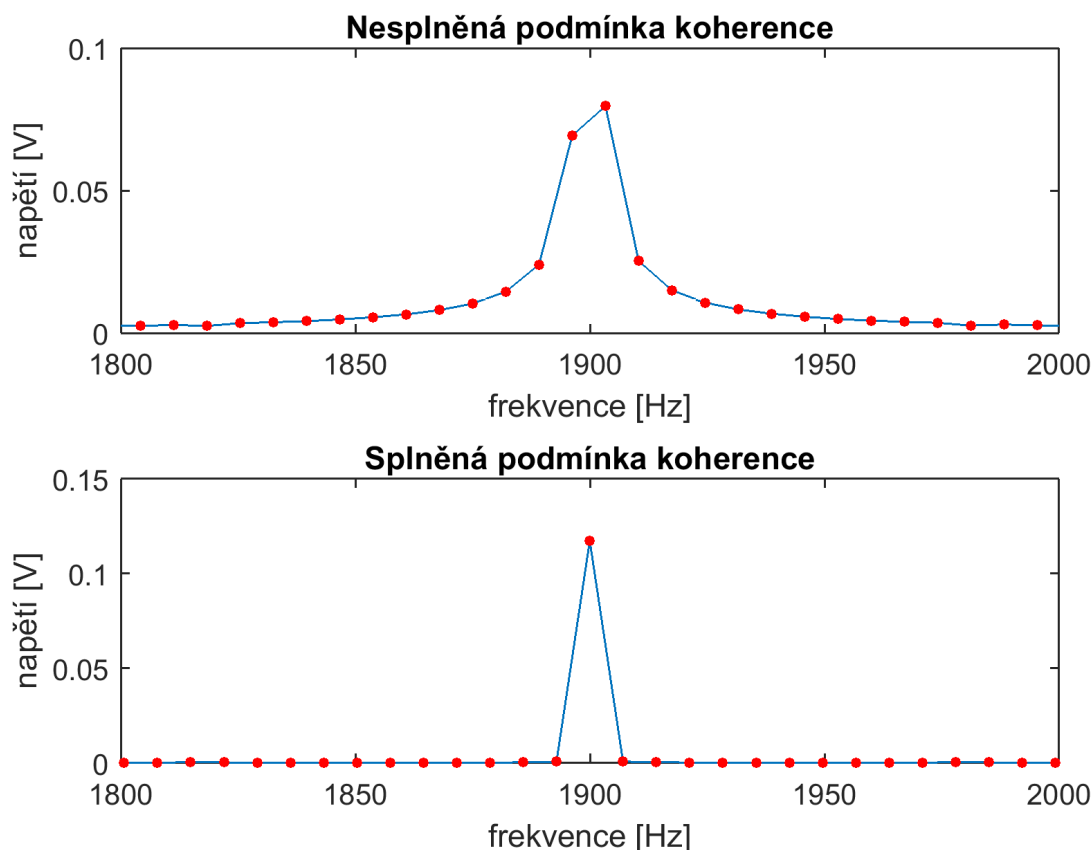 Nesplněná podmínka koherence
0.1
0.05
0
napětí [V]
1800 1850 1900 1950 2000
frekvence [Hz]
Splněná podmínka koherence
0.15
0.1
0.05
0
napětí [V]
1800 1850 1900 1950 2000
frekvence [Hz]